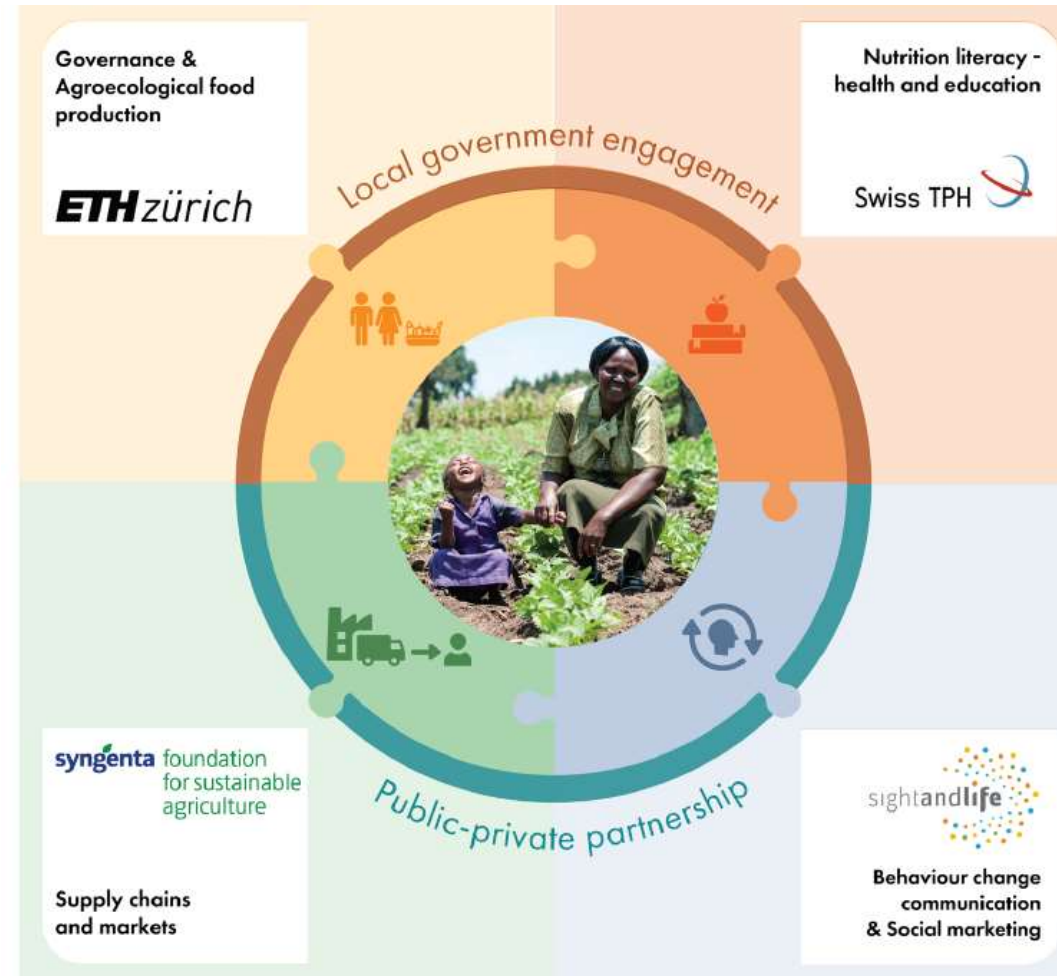 Governance &
Agroecological food
production
ETH zürich
Nutrition literacy -
health and education
Swiss TPH
Local government engagement
Public-private partnership
syngenta foundation
for sustainable
agriculture
Supply chains
and markets
sightandlife
Behaviour change
communication
& Social marketing